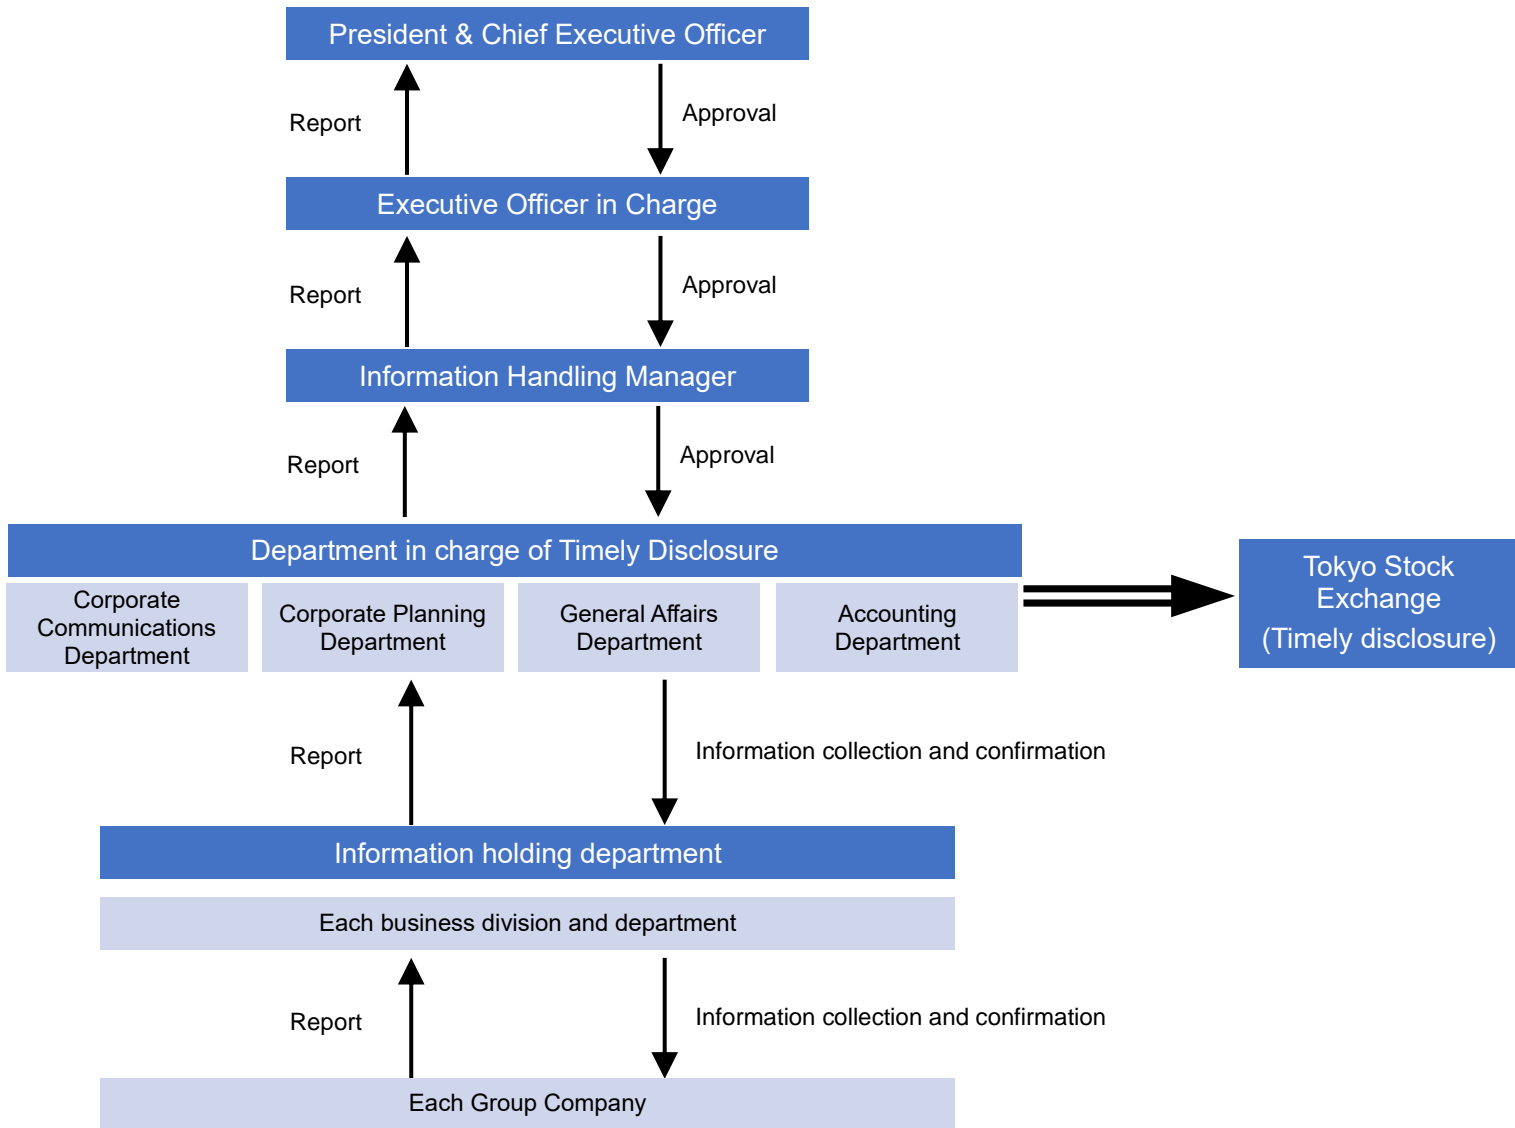 President & Chief Executive Officer
Report
Approval
Executive Officer in Charge
Report
Approval
Information Handling Manager
Report
Approval
Department in charge of Timely Disclosure
Corporate
Communications
Department
Corporate Planning
Department
General Affairs
Department
Accounting
Department
Tokyo Stock
Exchange
(Timely disclosure)
Report
Information collection and confirmation
Information holding department
Each business division and department
Report
Information collection and confirmation
Each Group Company